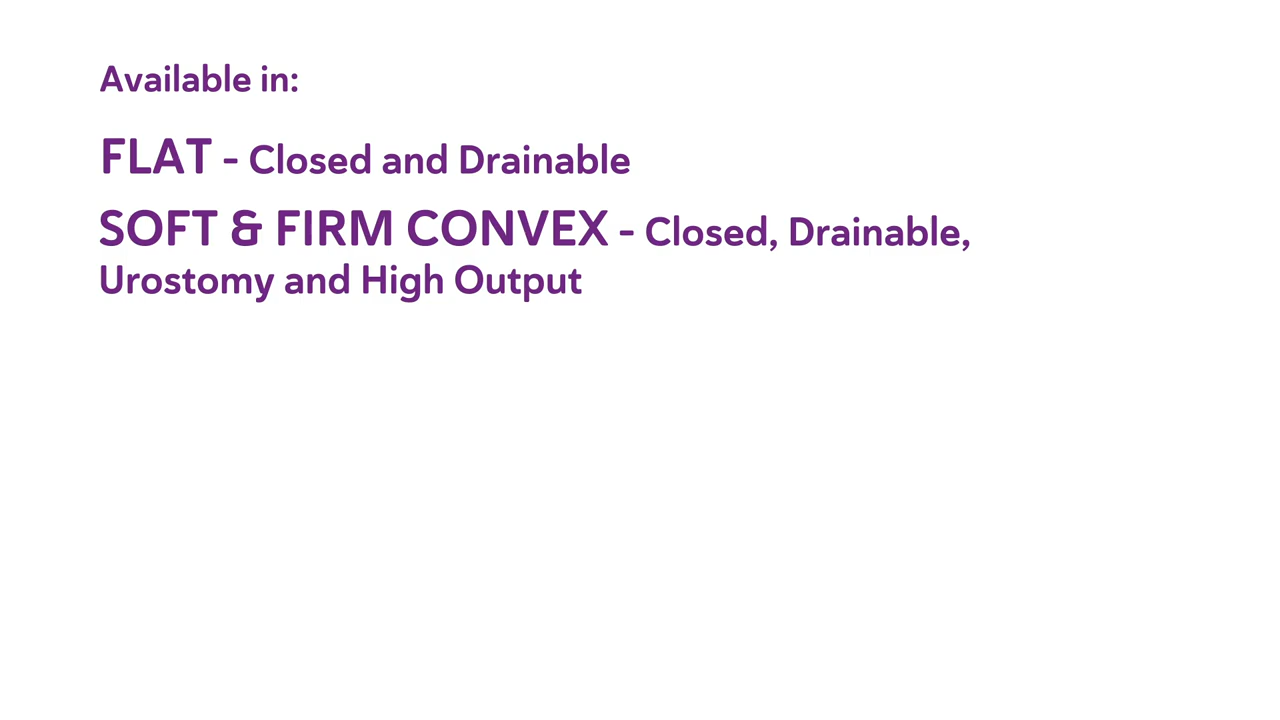 Available in:
FLAT - Closed and Drainable
SOFT & FIRM CONVEX - Closed, Drainable,
Urostomy and High Output